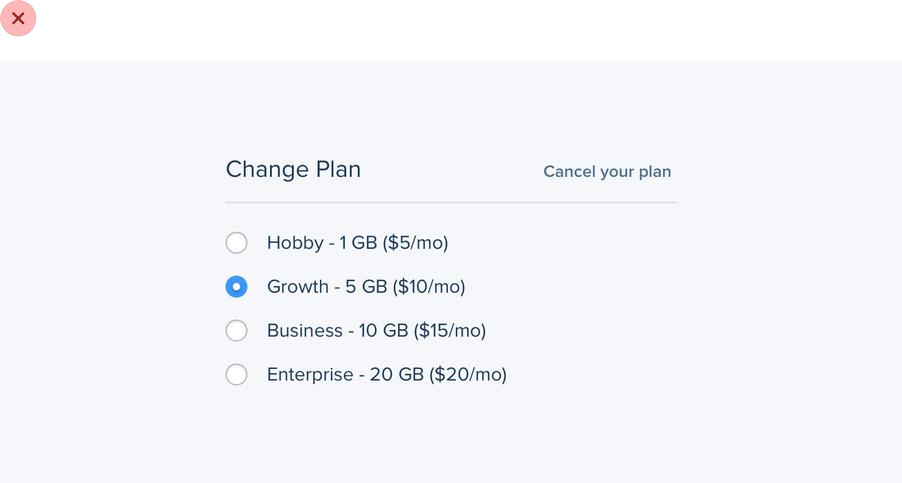 Change Plan
Cancel your plan
Hobby - 1 GB ($5/mo)
Growth - 5 GB ($10/mo)
Business - 10 GB ($15/mo)
Enterprise - 20 GB ($20/mo)